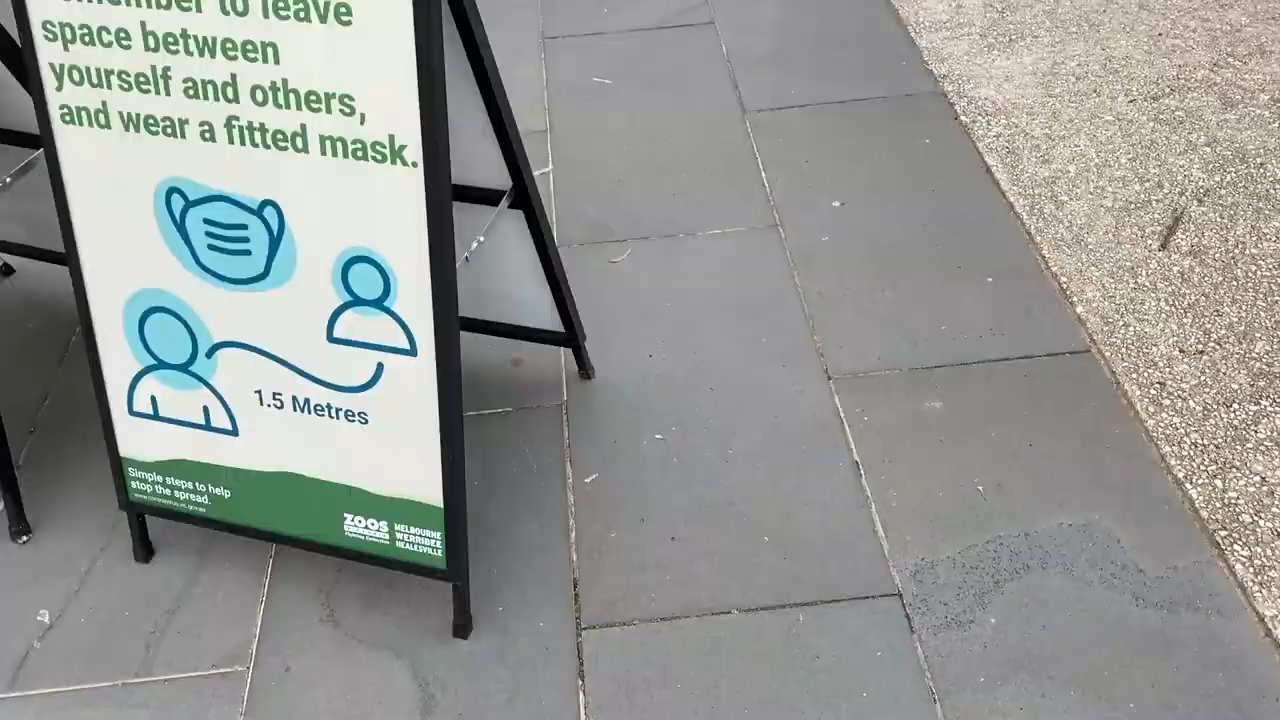 to leave
space between
yourself and others,
and wear a fitted mask.
1.5 Metres
Simple steps to help
stop the spread.
ZOOS
MELBOURNE
WERRIBEE
HEALESVILLE